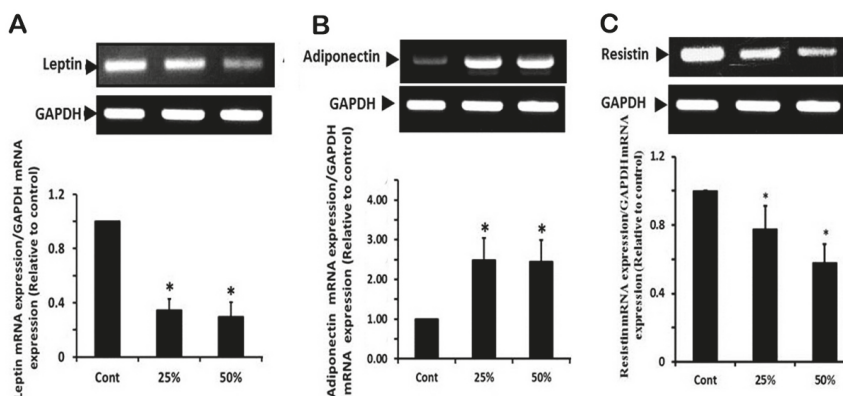 A
Leptin
GAPDH
Leptin mRNA expression/GAPDH mRNA
expression (Relative to control)
1.2
0.8
0.4
0
*
*
Cont 25% 50%
B
Adiponectin
GAPDH
Adiponectin mRNA expression/GAPDH
mRNA expression (Relative to control)
4.00
3.00
2.00
1.00
0.00
*
*
Cont 25% 50%
C
Resistin
GAPDH
ResistinmRNA expression/GAPDH mRNA
expression (Relative to control)
1.2
0.8
0.4
0
*
*
Cont 25% 50%